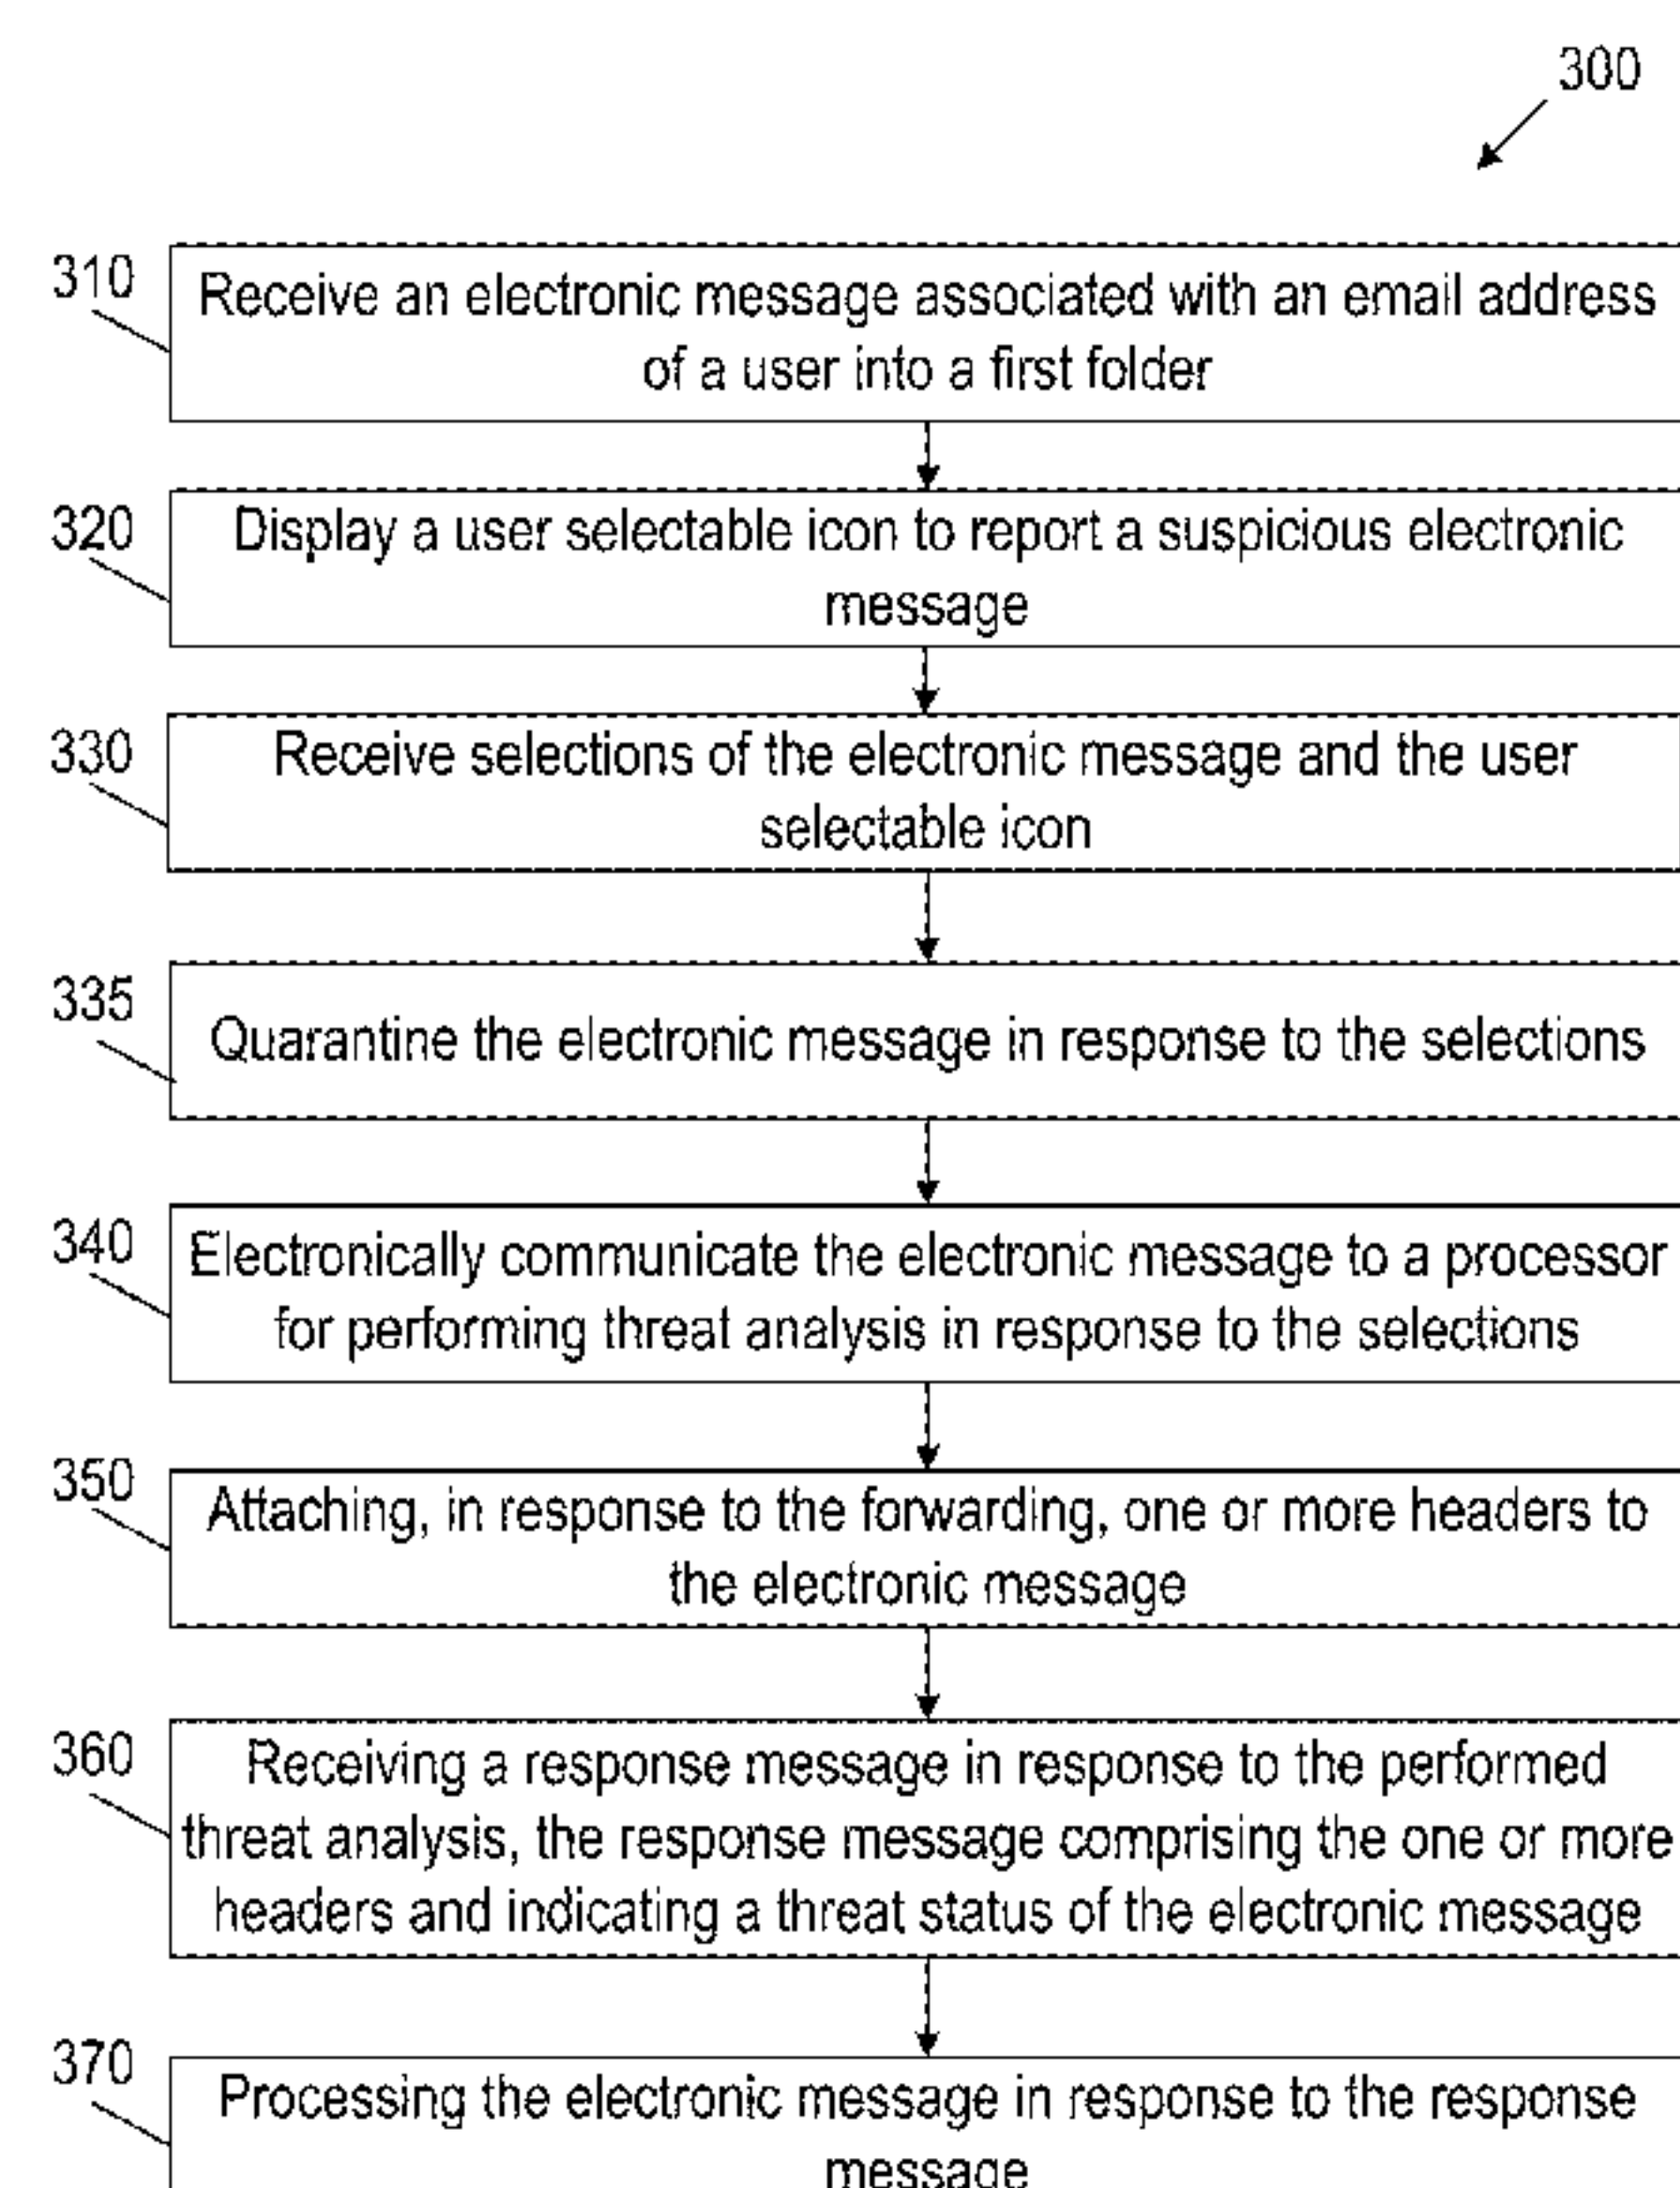 300
310
Receive an electronic message associated with an email address
of a user into a first folder
320
Display a user selectable icon to report a suspicious electronic
message
330
Receive selections of the electronic message and the user
selectable icon
335
Quarantine the electronic message in response to the selections
340
Electronically communicate the electronic message to a processor
for performing threat analysis in response to the selections
350
Attaching, in response to the forwarding, one or more headers to
the electronic message
360
Receiving a response message in response to the performed
threat analysis, the response message comprising the one or more
headers and indicating a threat status of the electronic message
370
Processing the electronic message in response to the response
message